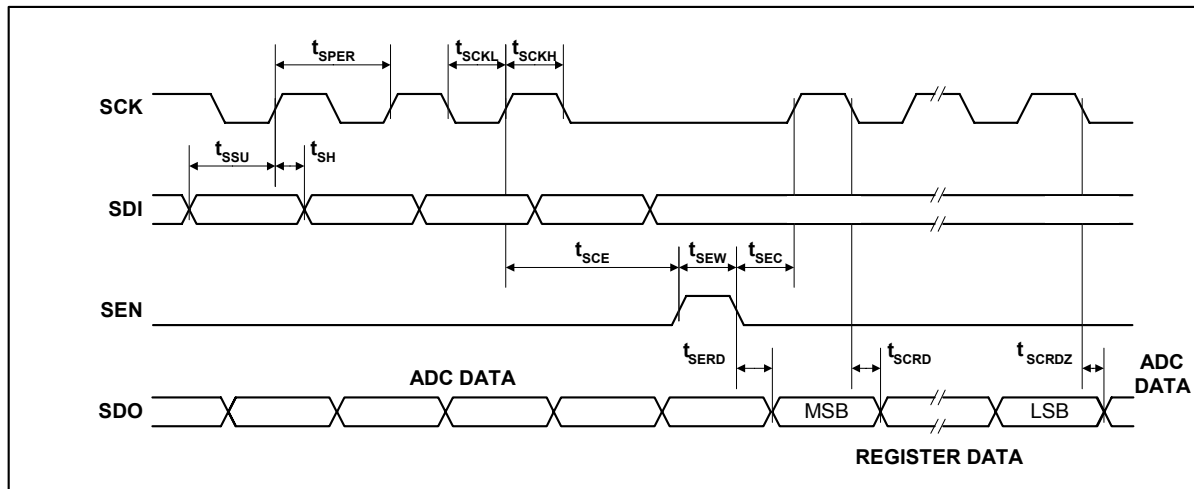 tSPER
tSCKL
tSCKH
SCK
tSSU
tSH
SDI
tSCE
tSEW
tSEC
SEN
tSERD
tSCRD
tSCRDZ
ADC DATA
ADC
DATA
SDO
MSB
LSB
REGISTER DATA